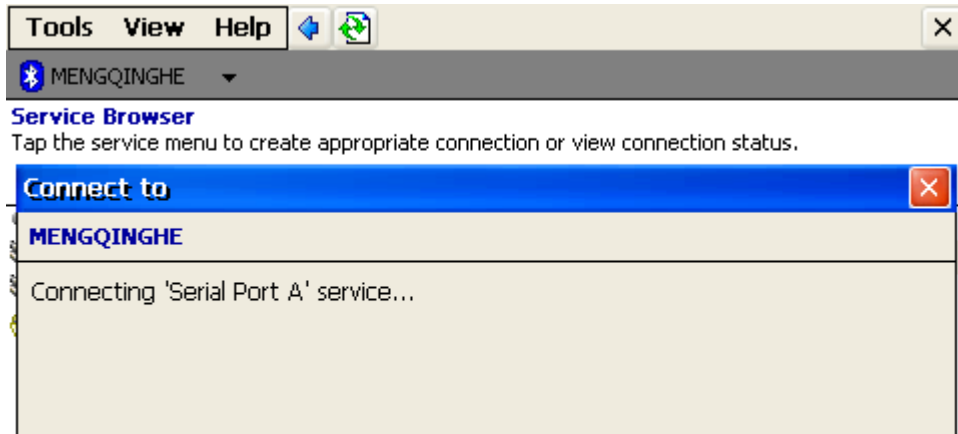 Tools View Help
MENGQINGHE
Service Browser
Tap the service menu to create appropriate connection or view connection status.
Connect to
MENGQINGHE
Connecting 'Serial Port A' service...